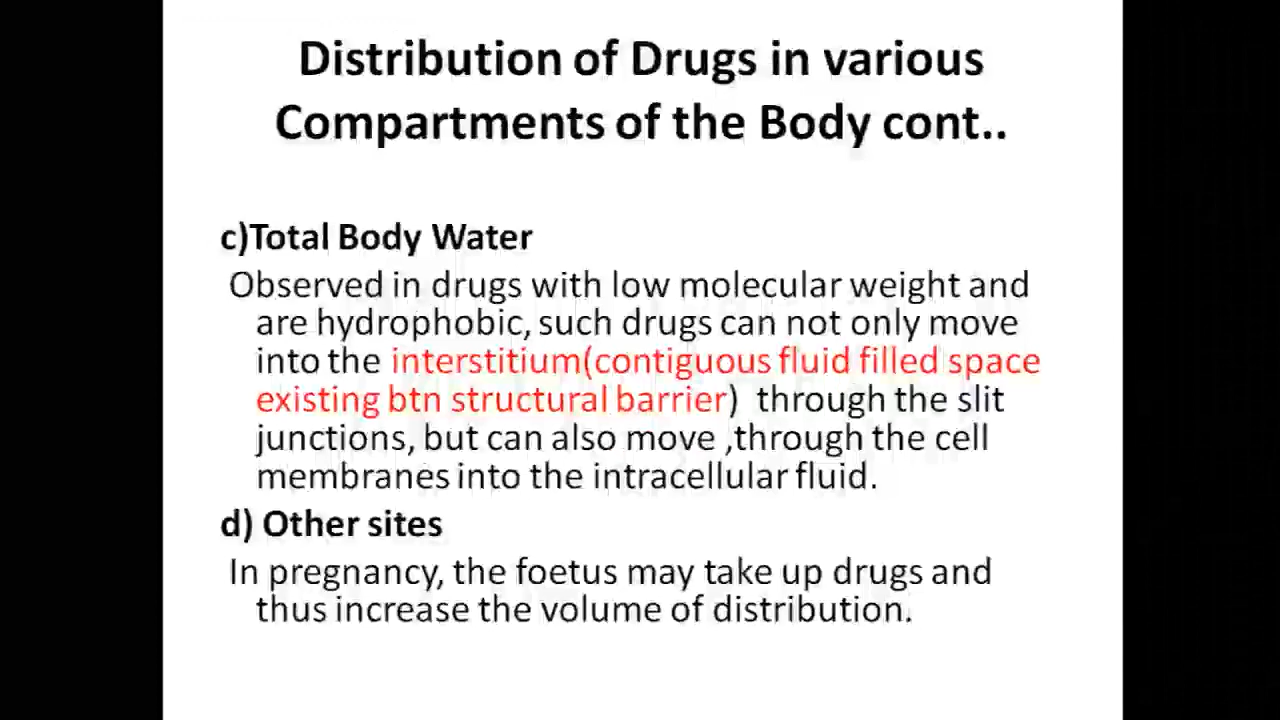 Distribution of Drugs in various
Compartments of the Body cont..
c)Total Body Water
Observed in drugs with low molecular weight and
are hydrophobic, such drugs can not only move
into the interstitium(contiguous fluid filled space
existing btn structural barrier)  through the slit
junctions, but can also move ,through the cell
membranes into the intracellular fluid.
d) Other sites
In pregnancy, the foetus may take up drugs and
thus increase the volume of distribution.